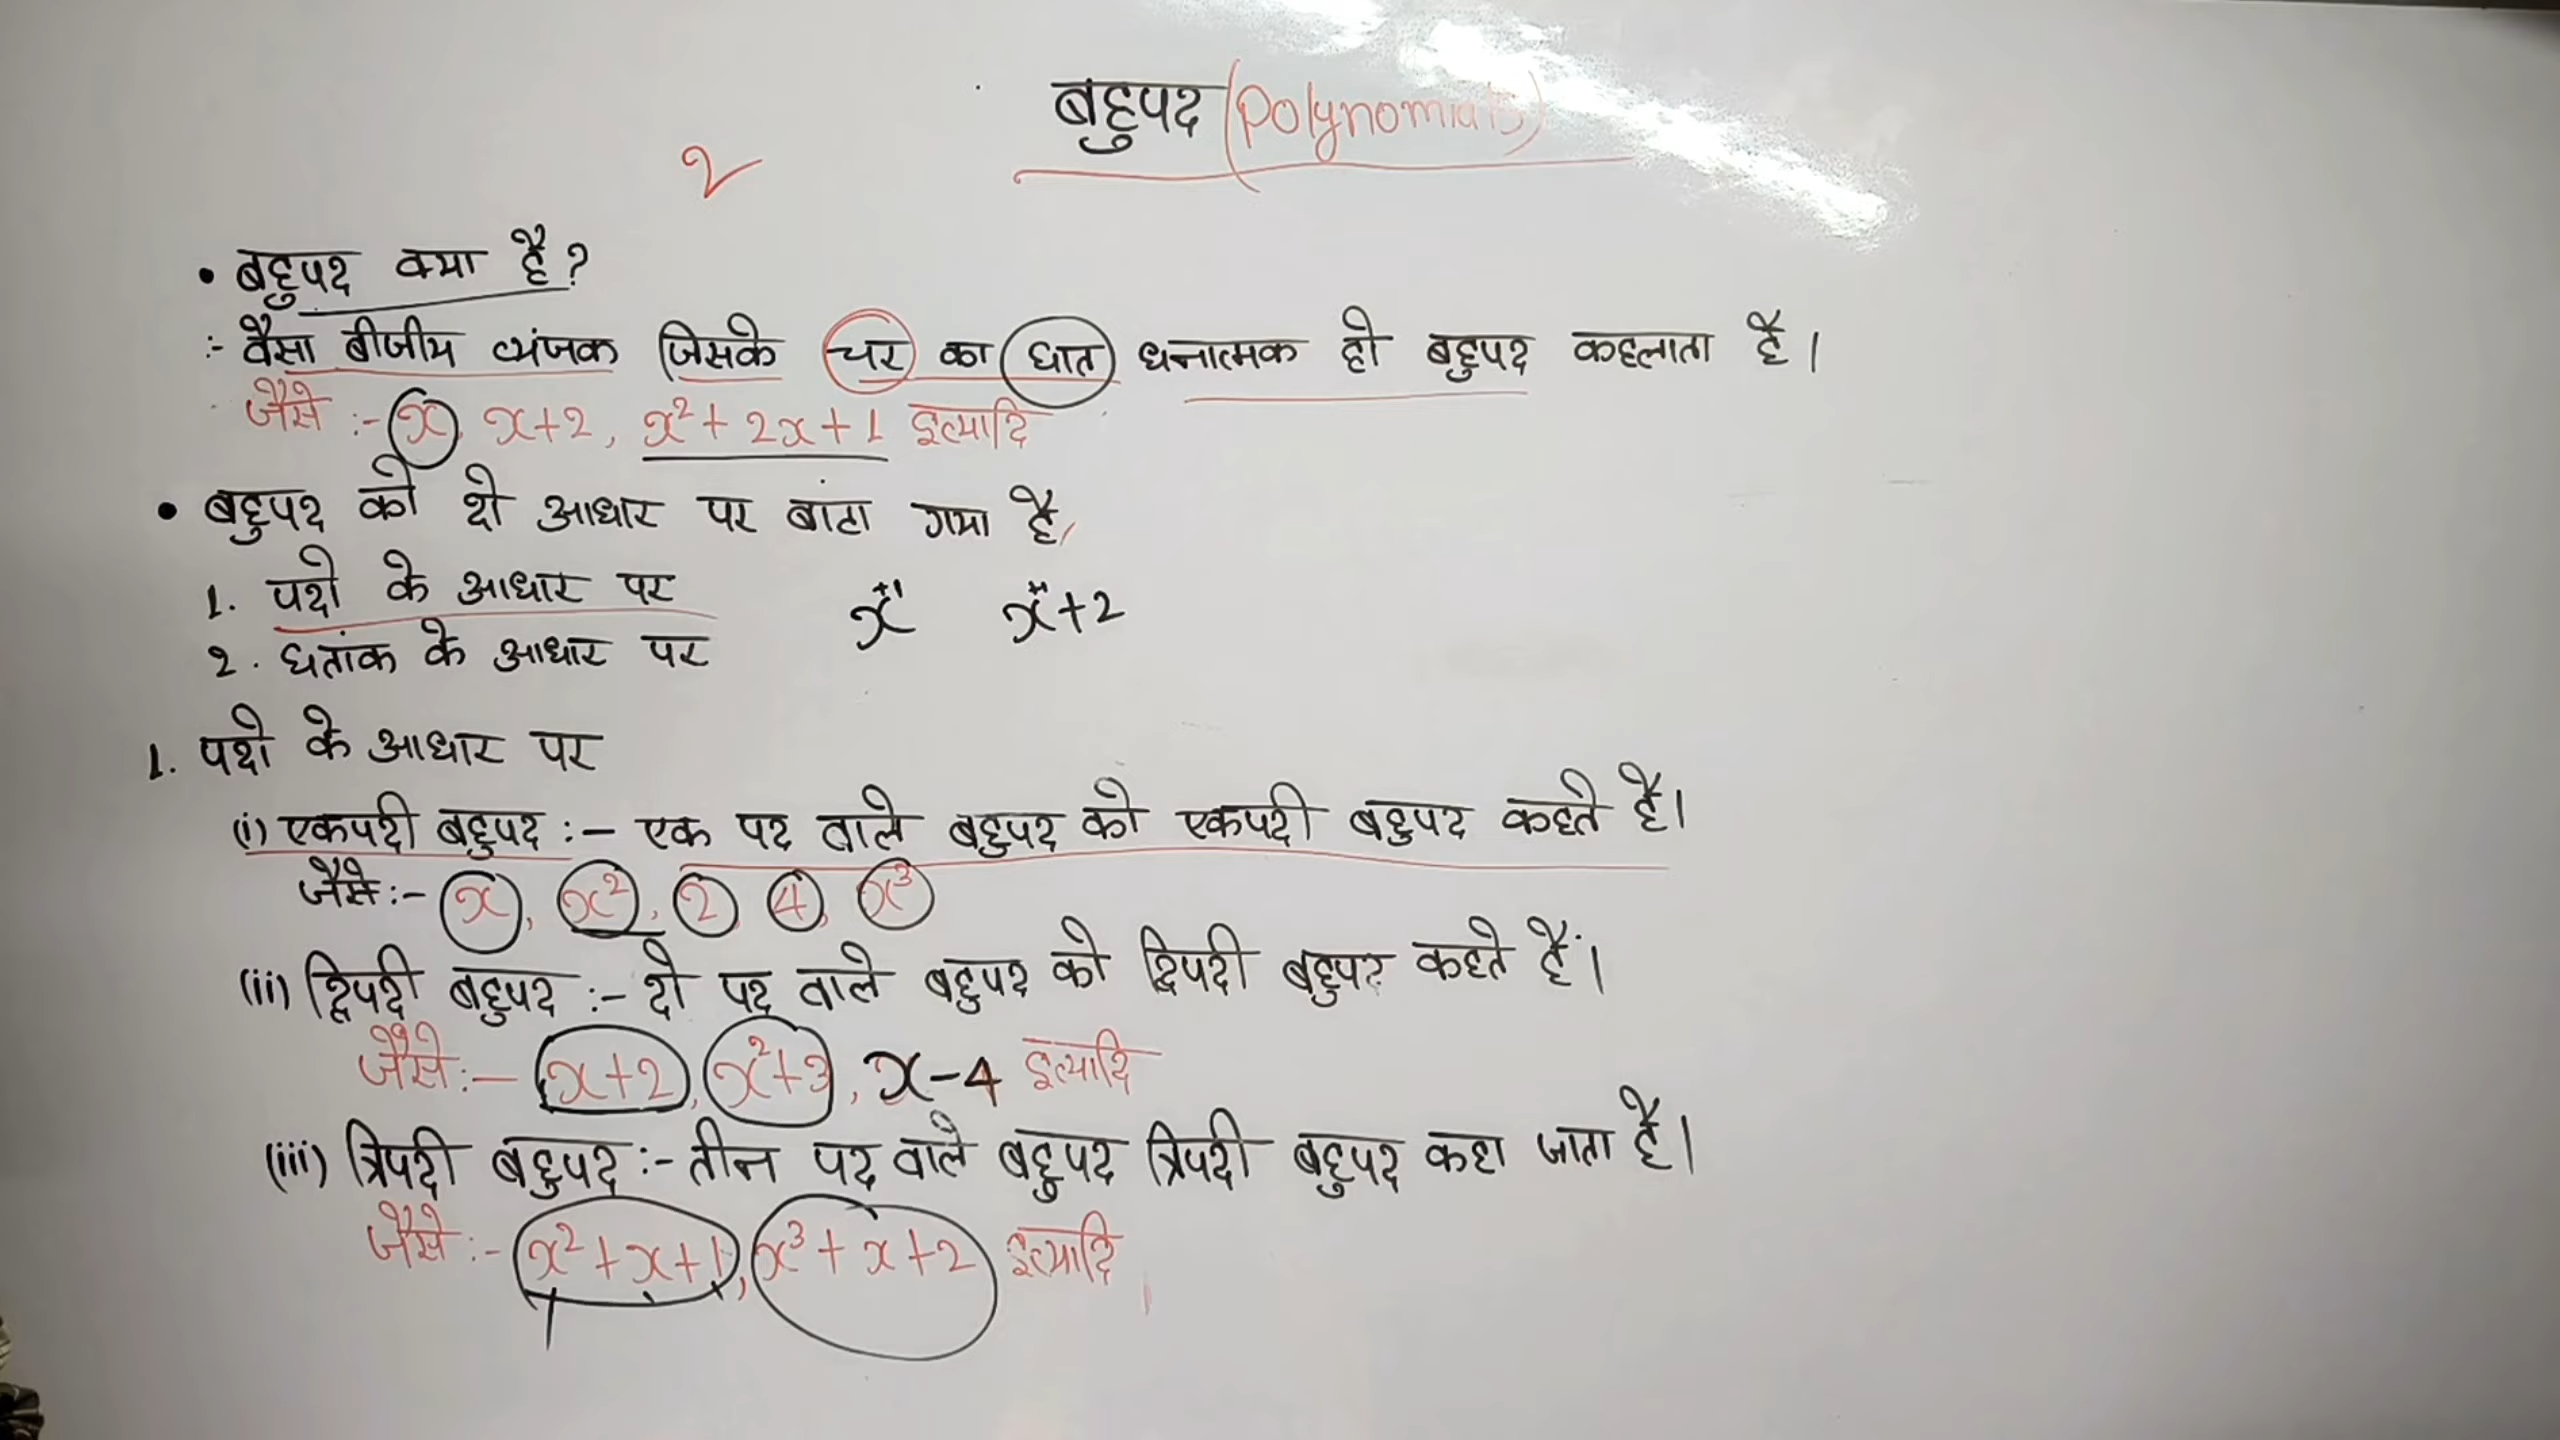 बहुपद (Polynomials)
२
• बहुपद क्या है?
:- वैसा बीजीय व्यंजक जिसके चर का घात धनात्मक हो बहुपद कहलाता है।
जैसे :- x, x+2, x²+2x+1 इत्यादि
• बहुपद को दो आधार पर बांटा गया है
1. पदो के आधार पर
2. घतांक के आधार पर
x⁺¹ x⁺¹+2
1. पदो के आधार पर
(i) एकपदी बहुपद :- एक पद वाले बहुपद को एकपदी बहुपद कहते है।
जैसे :- x, x², 2, 4, x³
(ii) द्विपदी बहुपद :- दो पद वाले बहुपद को द्विपदी बहुपद कहते हैं।
जैसे :- x+2, x²+3, x-4 इत्यादि
(iii) त्रिपदी बहुपद :- तीन पद वाले बहुपद त्रिपदी बहुपद कहा जाता है।
जैसे :- x²+x+1, x³+x+2 इत्यादि